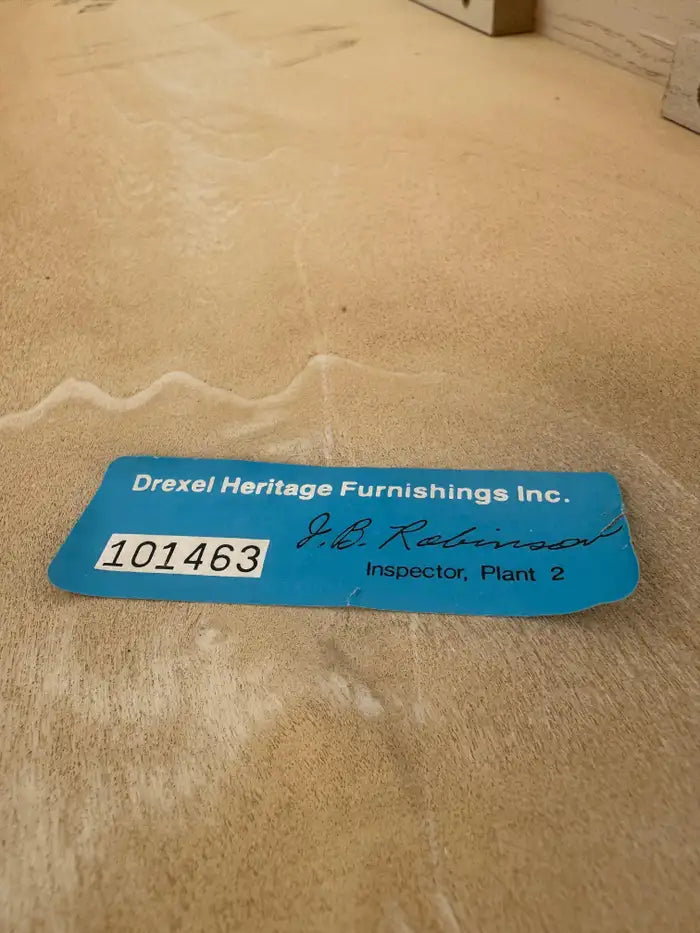 Drexel Heritage Furnishings Inc.
101463
J.B. Robinson
Inspector, Plant 2